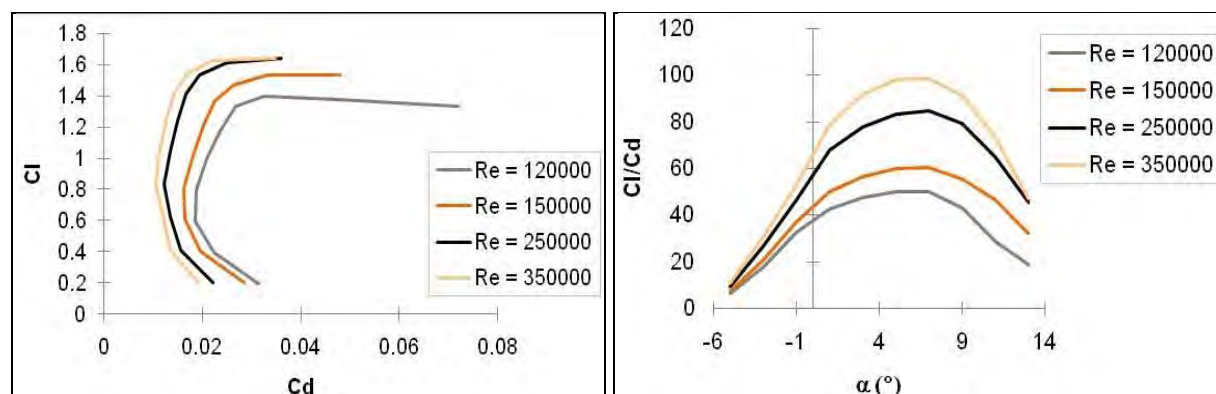 1.8
1.6
1.4
1.2
1
0.8
0.6
0.4
0.2
0
Cl
0
0.02
0.04
0.06
0.08
Cd
Re = 120000
Re = 150000
Re = 250000
Re = 350000
120
100
80
60
40
20
0
Cl/Cd
-6
-1
4
9
14
α (°)
Re = 120000
Re = 150000
Re = 250000
Re = 350000